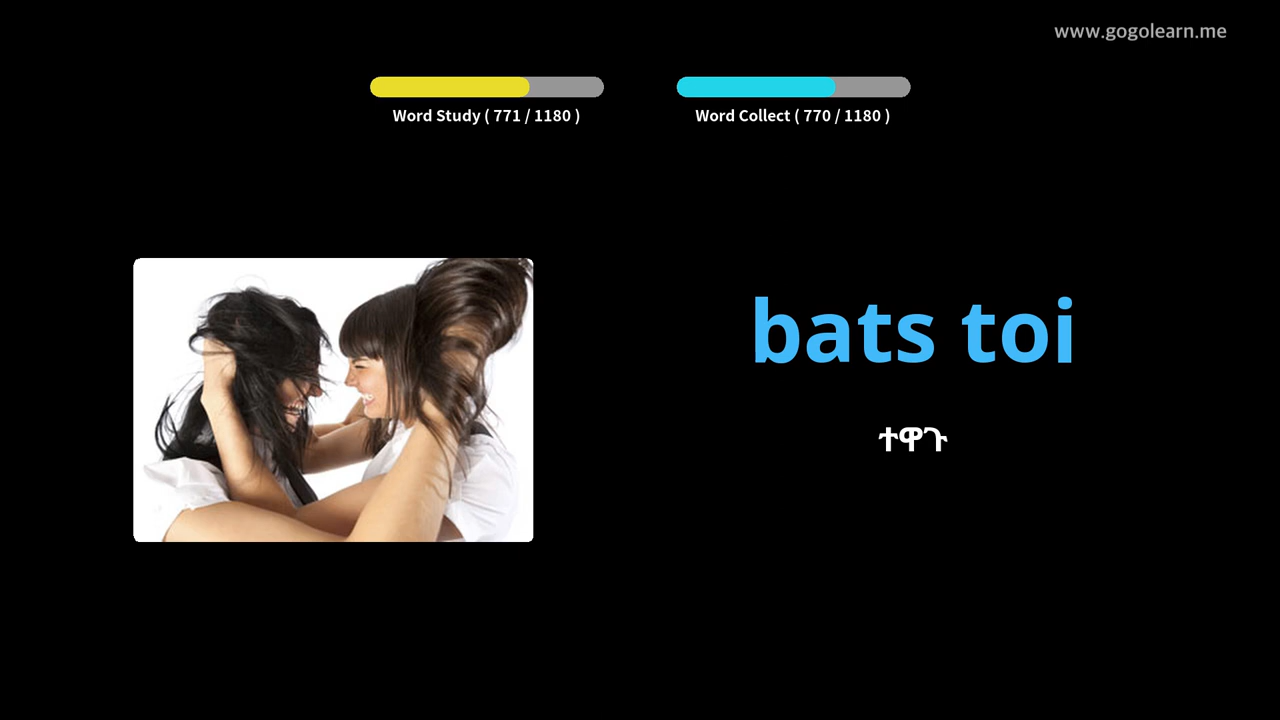 www.gogolearn.me
Word Study ( 771 / 1180 )
Word Collect ( 770 / 1180 )
bats toi
ተዋጉ